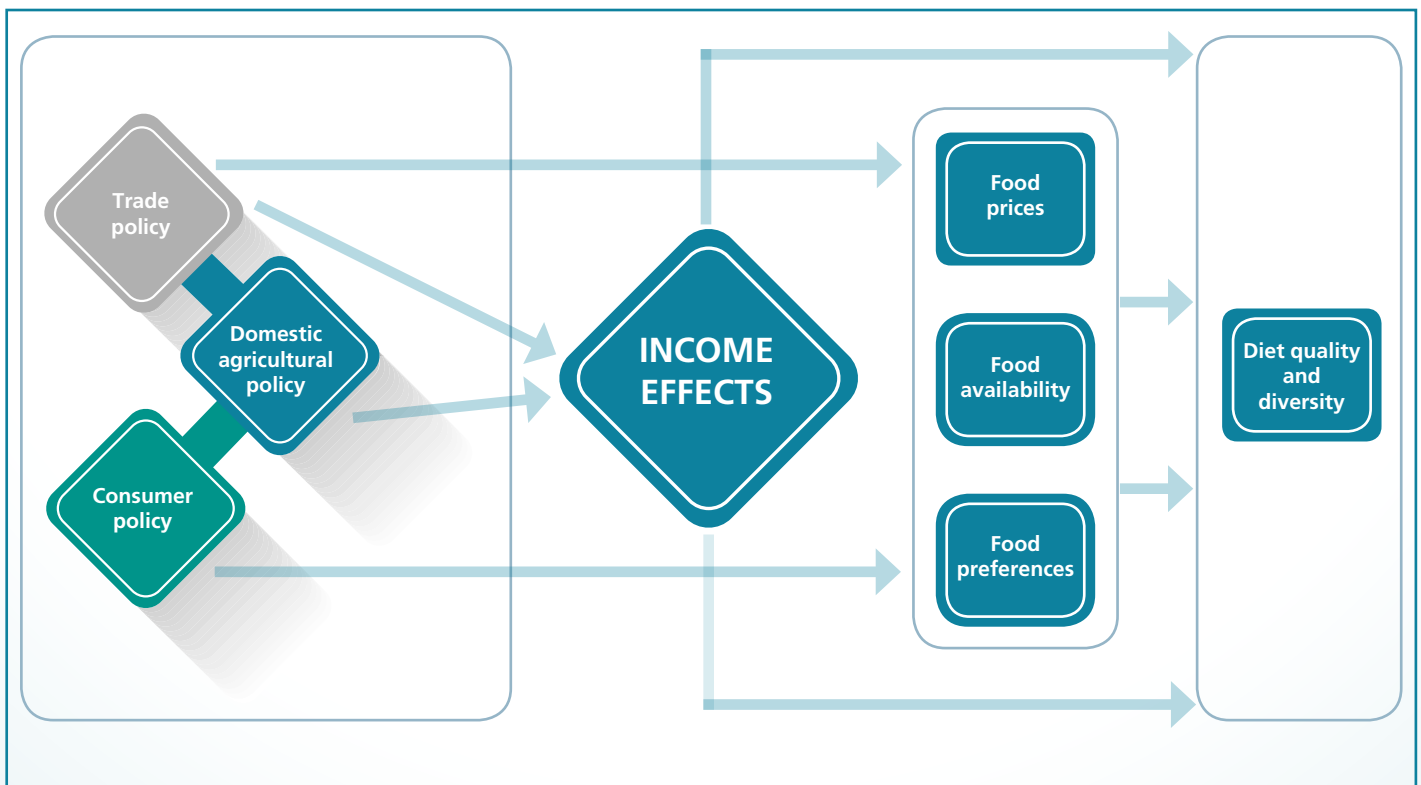 Trade
policy
Domestic
agricultural
policy
Consumer
policy
INCOME
EFFECTS
Food
prices
Food
availability
Food
preferences
Diet quality
and
diversity